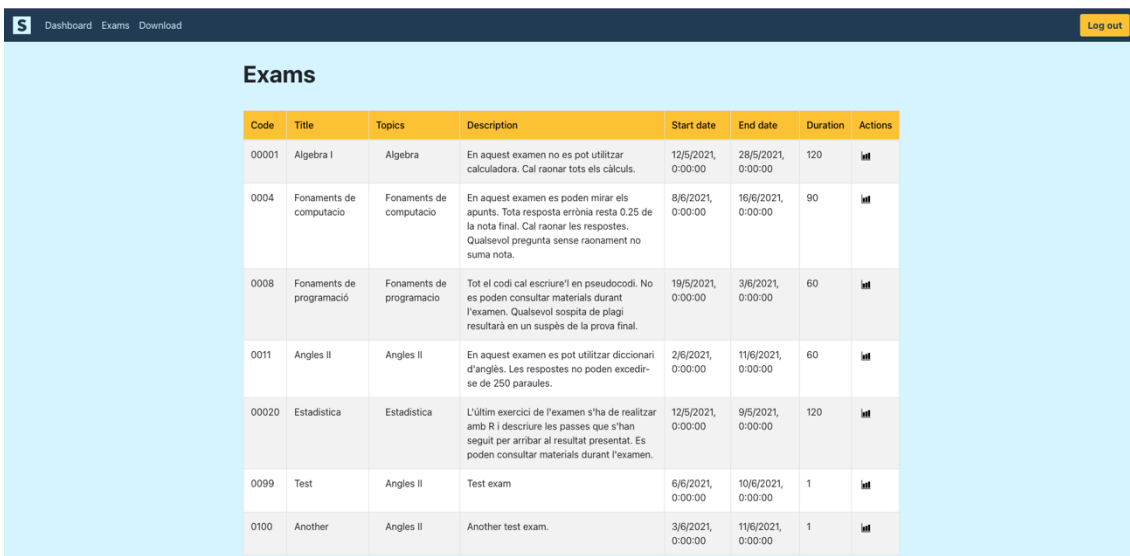 S Dashboard Exams Download Log out
Exams
Code Title Topics Description Start date End date Duration Actions
00001 Algebra I Algebra En aquest examen no es pot utilitzar 12/5/2021, 28/5/2021, 120
calculadora. Cal raonar tots els càlculs. 0:00:00 0:00:00
0004 Fonaments de Fonaments de En aquest examen es poden mirar els 8/6/2021, 16/6/2021, 90
computacio computacio apunts. Tota resposta errònia resta 0.25 de 0:00:00 0:00:00
la nota final. Cal raonar les respostes.
Qualsevol pregunta sense raonament no
suma nota.
0008 Fonaments de Fonaments de Tot el codi cal escriure'l en pseudocodi. No 19/5/2021, 3/6/2021, 60
programació programacio es poden consultar materials durant 0:00:00 0:00:00
l'examen. Qualsevol sospita de plagi
resultarà en un suspès de la prova final.
0011 Angles II Angles II En aquest examen es pot utilitzar diccionari 2/6/2021, 11/6/2021, 60
d'anglès. Les respostes no poden excedir- 0:00:00 0:00:00
se de 250 paraules.
00020 Estadistica Estadistica L'últim exercici de l'examen s'ha de realitzar 12/5/2021, 9/5/2021, 120
amb R i descriure les passes que s'han 0:00:00 0:00:00
seguit per arribar al resultat presentat. Es
poden consultar materials durant l'examen.
0099 Test Angles II Test exam 6/6/2021, 10/6/2021, 1
0:00:00 0:00:00
0100 Another Angles II Another test exam. 3/6/2021, 11/6/2021, 1
0:00:00 0:00:00